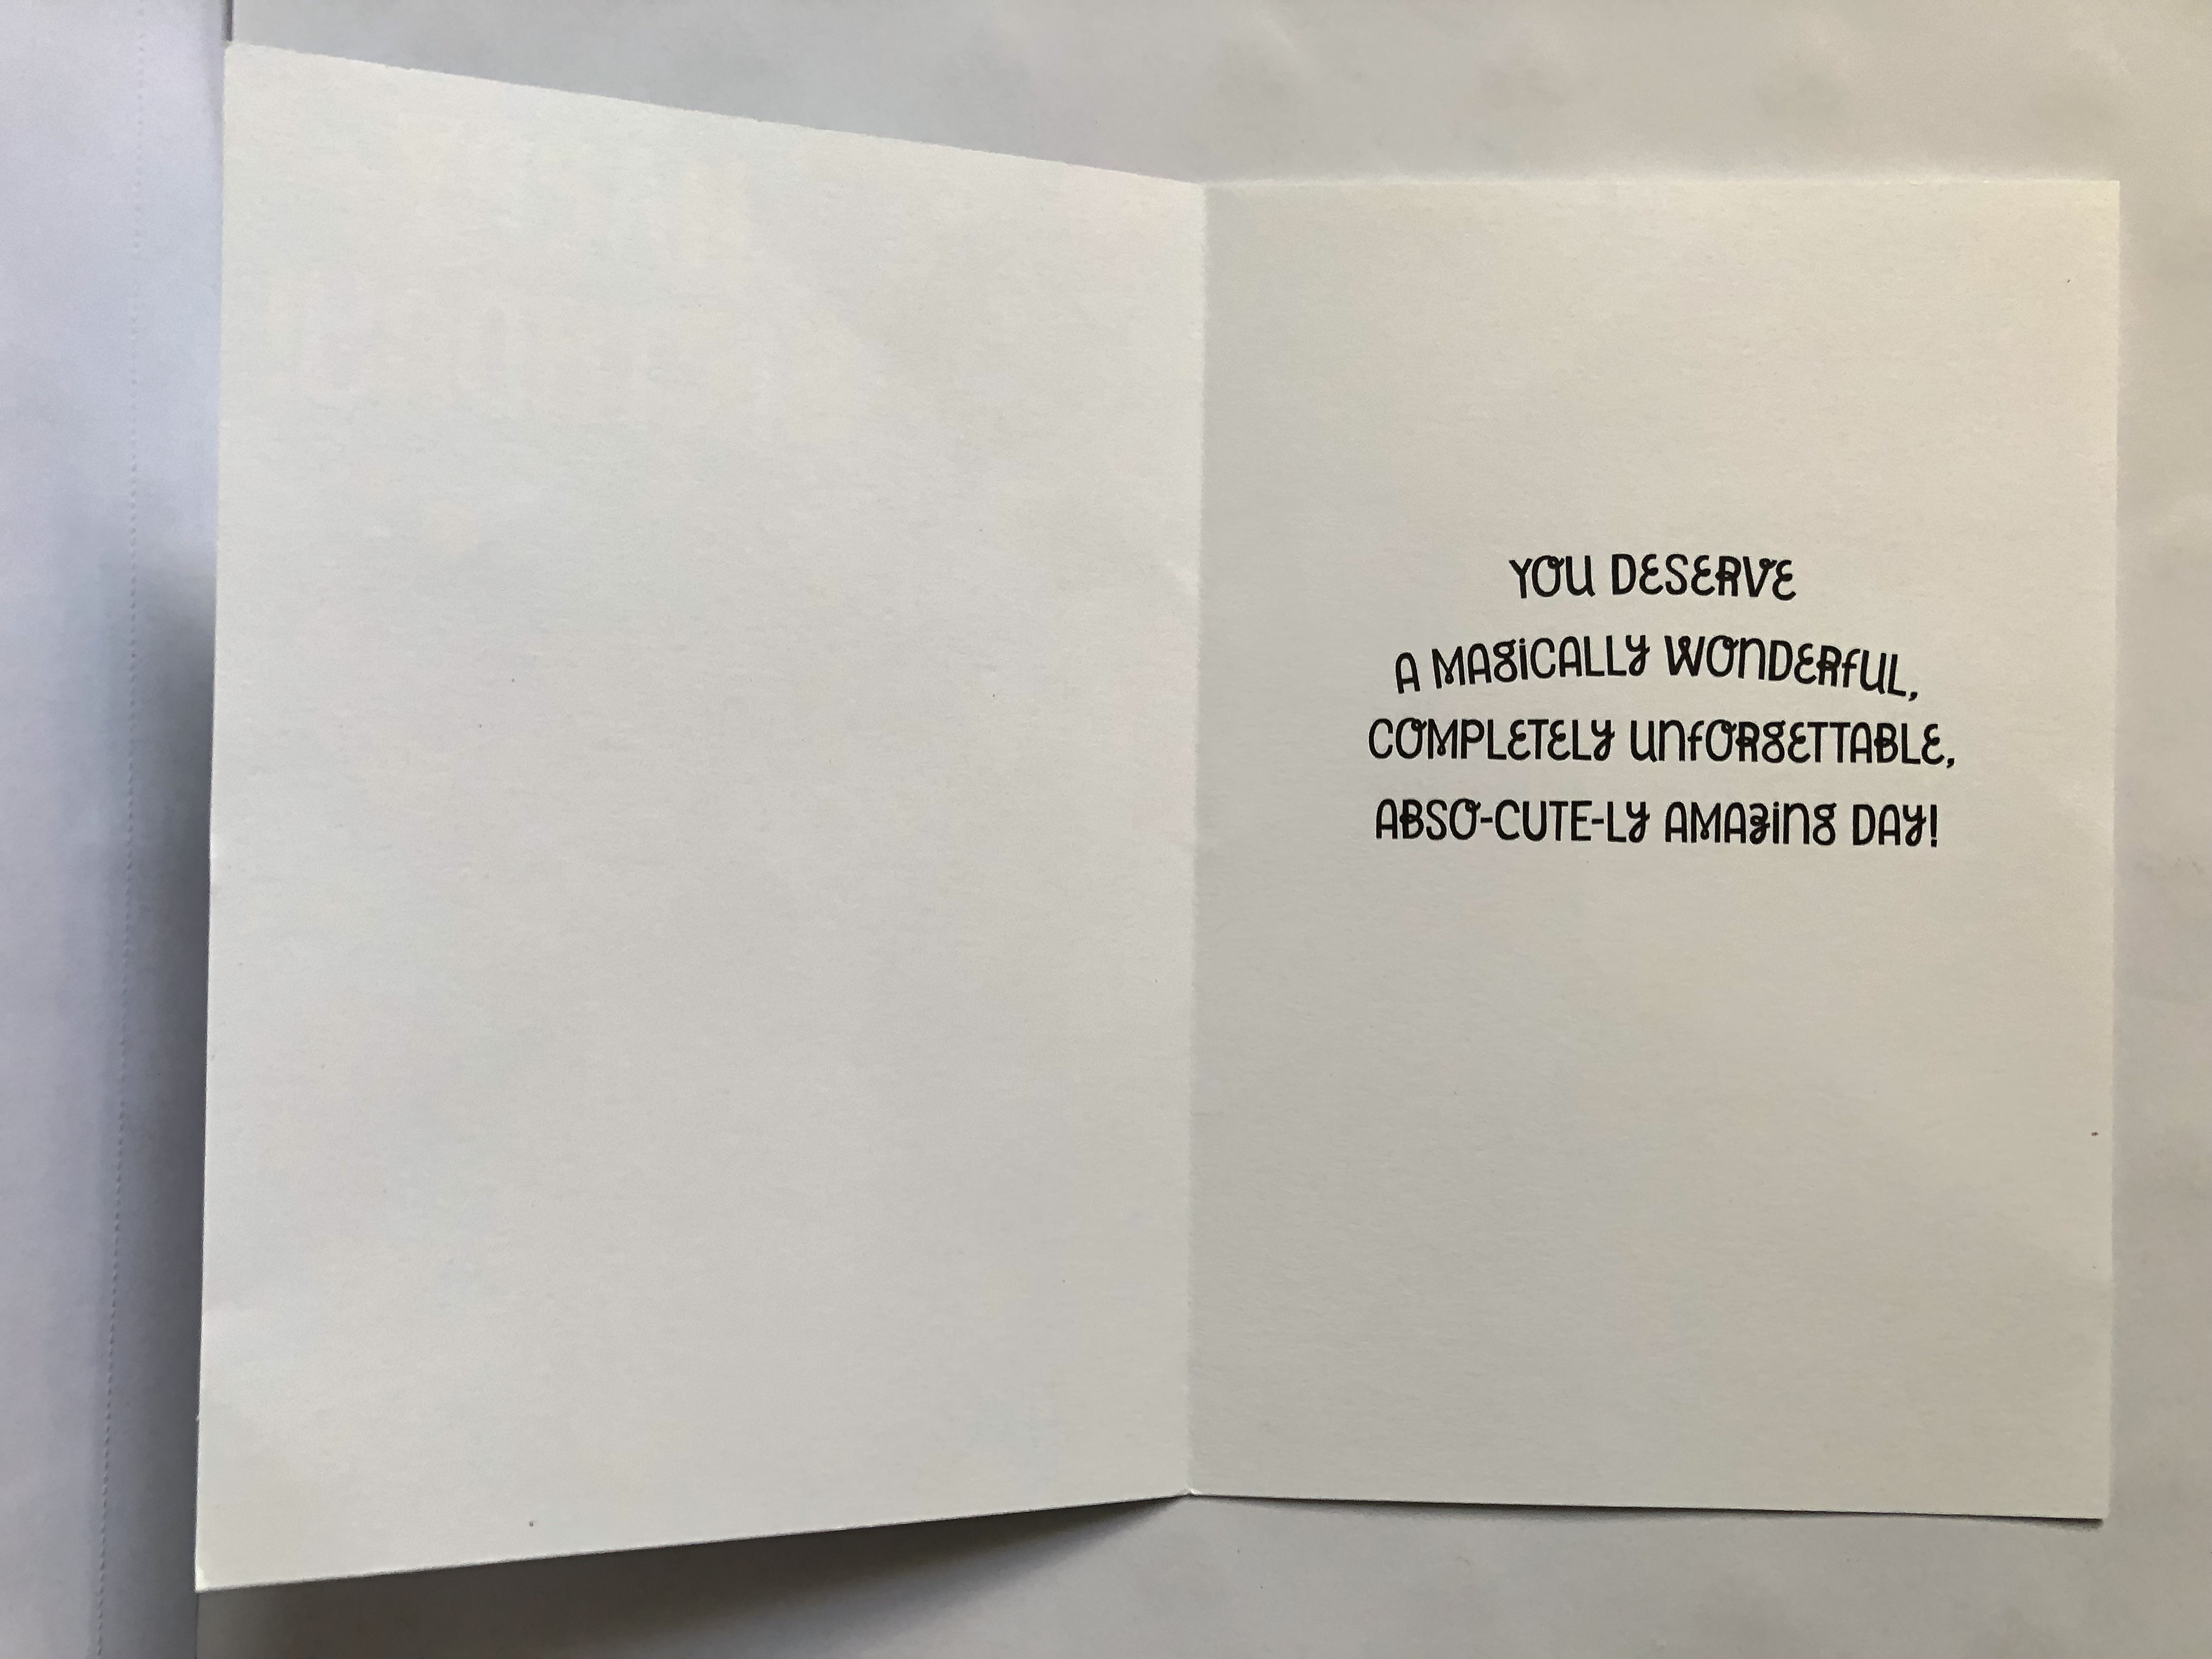 YOU DESERVE
A MAGiCALLY WOnDERfUL,
COMPLETELY UnfORGETTABLE,
ABSO-CUTE-LY AMAZinG DAY!